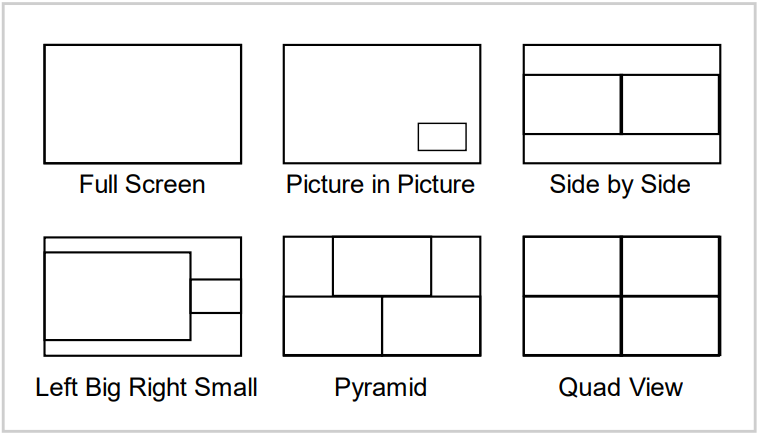 Full Screen
Picture in Picture
Side by Side
Left Big Right Small
Pyramid
Quad View